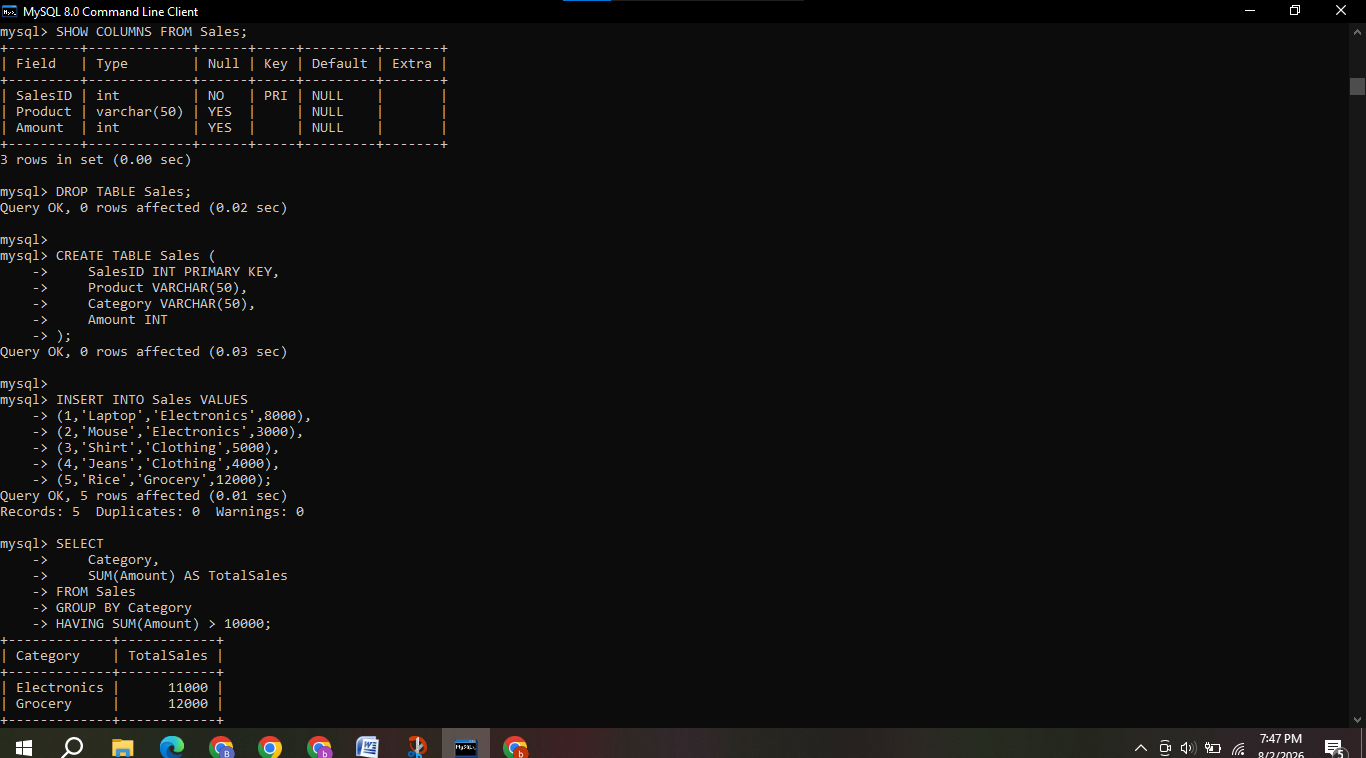 MySQL 8.0 Command Line Client
mysql> SHOW COLUMNS FROM Sales;
+---------+-------------+------+-----+---------+-------+
| Field   | Type        | Null | Key | Default | Extra |
+---------+-------------+------+-----+---------+-------+
| SalesID | int         | NO   | PRI | NULL    |       |
| Product | varchar(50) | YES  |     | NULL    |       |
| Amount  | int         | YES  |     | NULL    |       |
+---------+-------------+------+-----+---------+-------+
3 rows in set (0.00 sec)
mysql> DROP TABLE Sales;
Query OK, 0 rows affected (0.02 sec)
mysql>
mysql> CREATE TABLE Sales (
    ->     SalesID INT PRIMARY KEY,
    ->     Product VARCHAR(50),
    ->     Category VARCHAR(50),
    ->     Amount INT
    -> );
Query OK, 0 rows affected (0.03 sec)
mysql>
mysql> INSERT INTO Sales VALUES
    -> (1,'Laptop','Electronics',8000),
    -> (2,'Mouse','Electronics',3000),
    -> (3,'Shirt','Clothing',5000),
    -> (4,'Jeans','Clothing',4000),
    -> (5,'Rice','Grocery',12000);
Query OK, 5 rows affected (0.01 sec)
Records: 5  Duplicates: 0  Warnings: 0
mysql> SELECT
    ->     Category,
    ->     SUM(Amount) AS TotalSales
    -> FROM Sales
    -> GROUP BY Category
    -> HAVING SUM(Amount) > 10000;
+-------------+------------+
| Category    | TotalSales |
+-------------+------------+
| Electronics |      11000 |
| Grocery     |      12000 |
+-------------+------------+
7:47 PM
8/2/2026
5